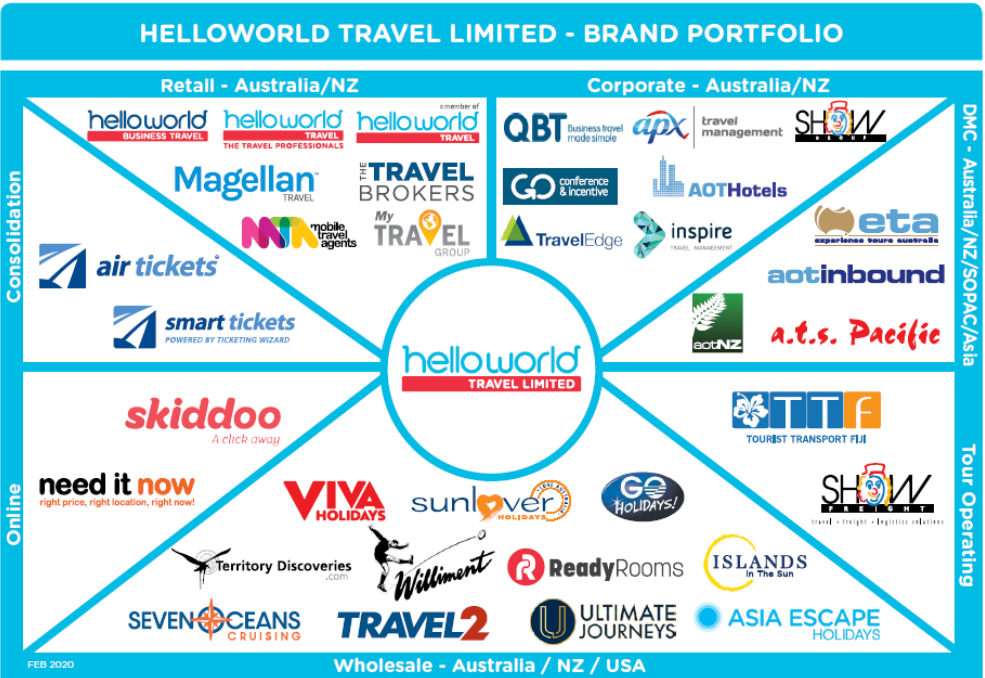 HELLOWORLD TRAVEL LIMITED - BRAND PORTFOLIO
Retail - Australia/NZ
Corporate - Australia/NZ
Consolidation
DMC - Australia/NZ/SOPAC/Asia
a member of
helloworld
BUSINESS TRAVEL
helloworld
TRAVEL
THE TRAVEL PROFESSIONALS
helloworld
TRAVEL
Magellan™
TRAVEL
THE TRAVEL
BROKERS
MTA mobile
travel
agents
My
TRAVEL
GROUP
QBT Business travel
made simple
apx travel
management
SHOW
GROUP
GO conference
& incentive
AOTHotels
TravelEdge
inspire
TRAVEL MANAGEMENT
air tickets
smart tickets
POWERED BY TICKETING WIZARD
eta
experience tours australia
aotinbound
aotNZ
a.t.s. Pacific
helloworld
TRAVEL LIMITED
Online
Tour Operating
skiddoo
A click away
need it now
right price, right location, right now!
TTF
TOURIST TRANSPORT FIJI
SHOW
FREIGHT
travel • freight • logistics solutions
VIVA
HOLIDAYS
sunlover
HOLIDAYS
LOVE AUSTRALIA
GO
HOLIDAYS!
Territory Discoveries
.com
Williment
ReadyRooms
ISLANDS
In The Sun
SEVEN OCEANS
CRUISING
TRAVEL2
U ULTIMATE
JOURNEYS
ASIA ESCAPE
HOLIDAYS
FEB 2020
Wholesale - Australia / NZ / USA